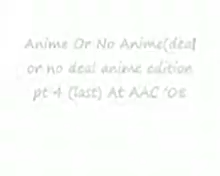 Anime Or No Anime(deal
or no deal anime edition
pt 4 (last) At AAC '08